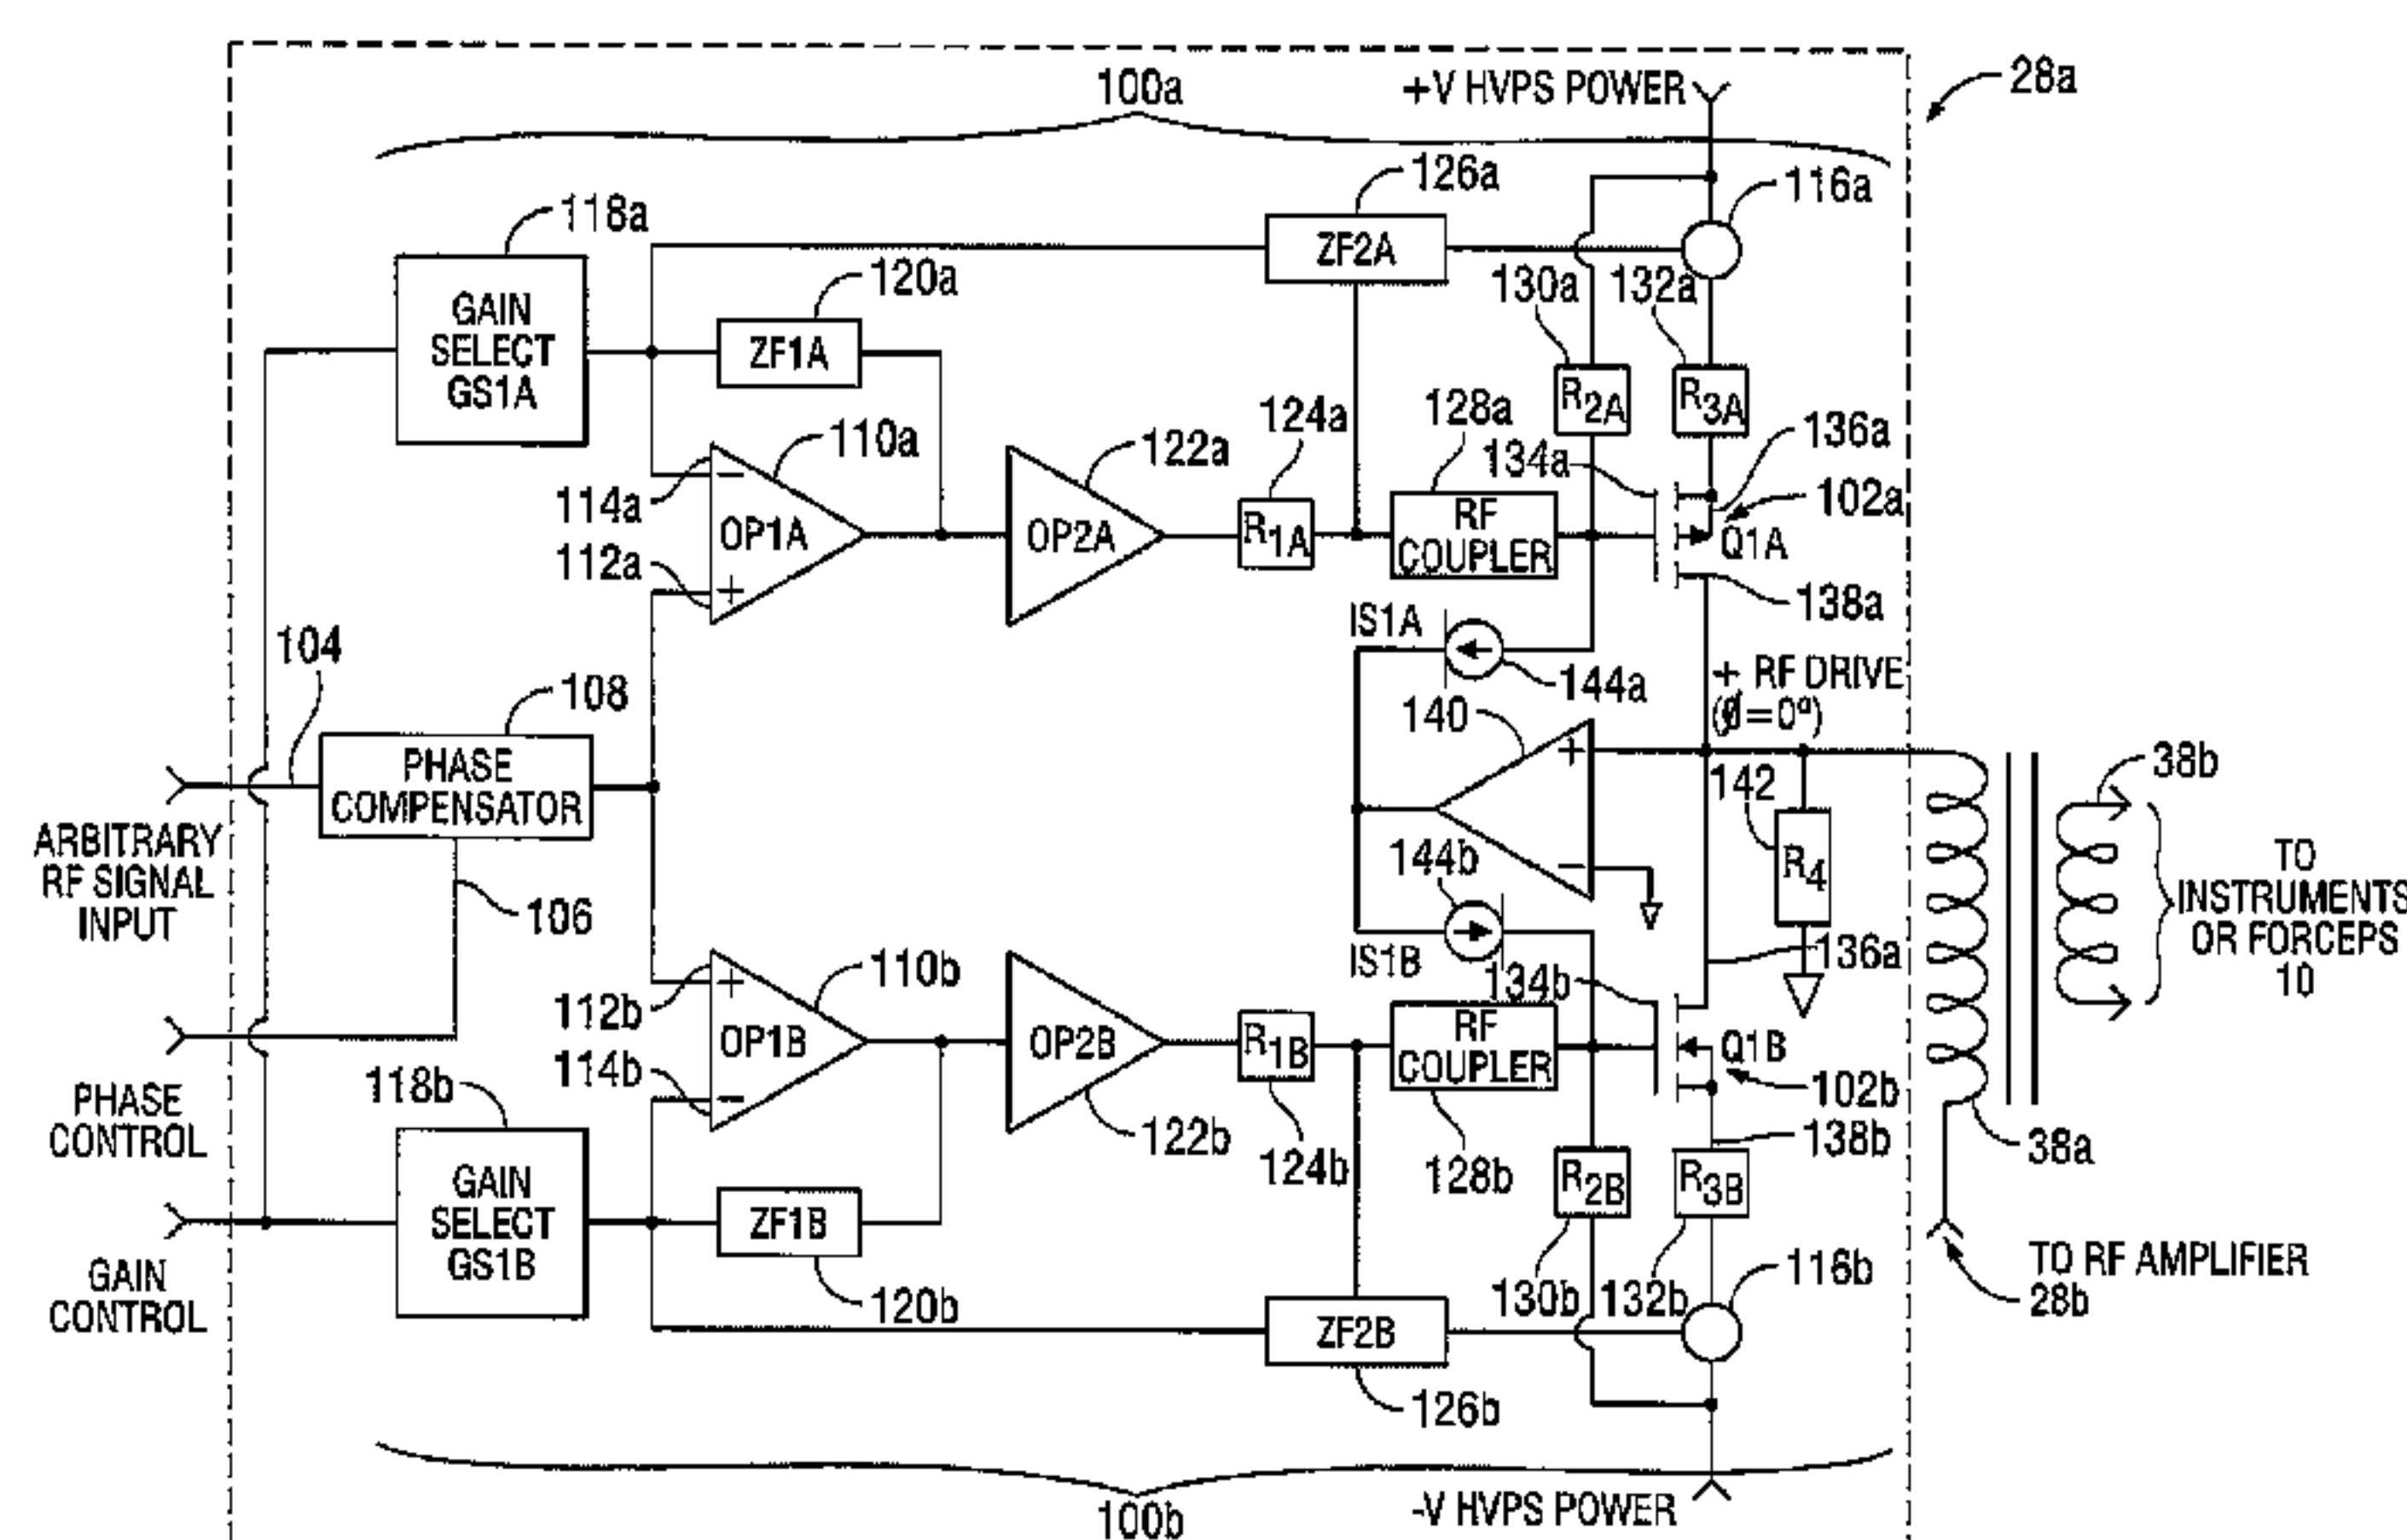 100a
+V HVPS POWER
28a
126a
116a
118a
ZF2A
120a
130a
132a
GAIN
SELECT
GS1A
ZF1A
R2A
R3A
124a
128a
136a
110a
122a
134a
102a
114a
OP1A
OP2A
R1A
RF
COUPLER
Q1A
112a
138a
IS1A
104
144a
+ RF DRIVE
(Ø=0°)
108
140
PHASE
COMPENSATOR
+
142
38b
ARBITRARY
RF SIGNAL
INPUT
144b
R4
TO
INSTRUMENTS
OR FORCEPS
10
106
−
136a
110b
IS1B
134b
112b
+
OP1B
OP2B
R1B
RF
COUPLER
Q1B
114b
−
102b
118b
PHASE
CONTROL
122b
124b
128b
138b
38a
GAIN
SELECT
GS1B
ZF1B
R2B
R3B
GAIN
CONTROL
120b
130b
132b
116b
TO RF AMPLIFIER
28b
ZF2B
126b
-V HVPS POWER
100b